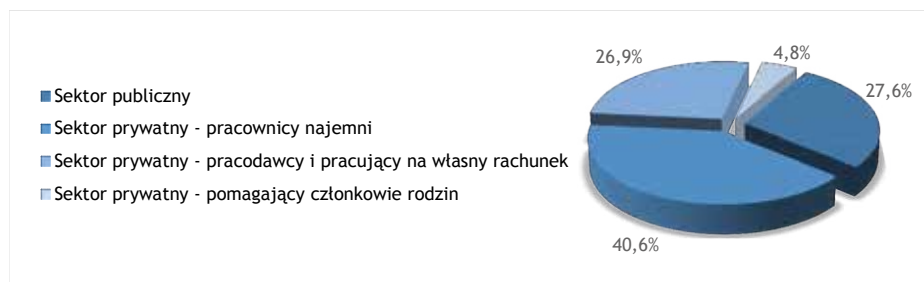 Sektor publiczny
Sektor prywatny - pracownicy najemni
Sektor prywatny - pracodawcy i pracujący na własny rachunek
Sektor prywatny - pomagający członkowie rodzin
26,9%
4,8%
27,6%
40,6%